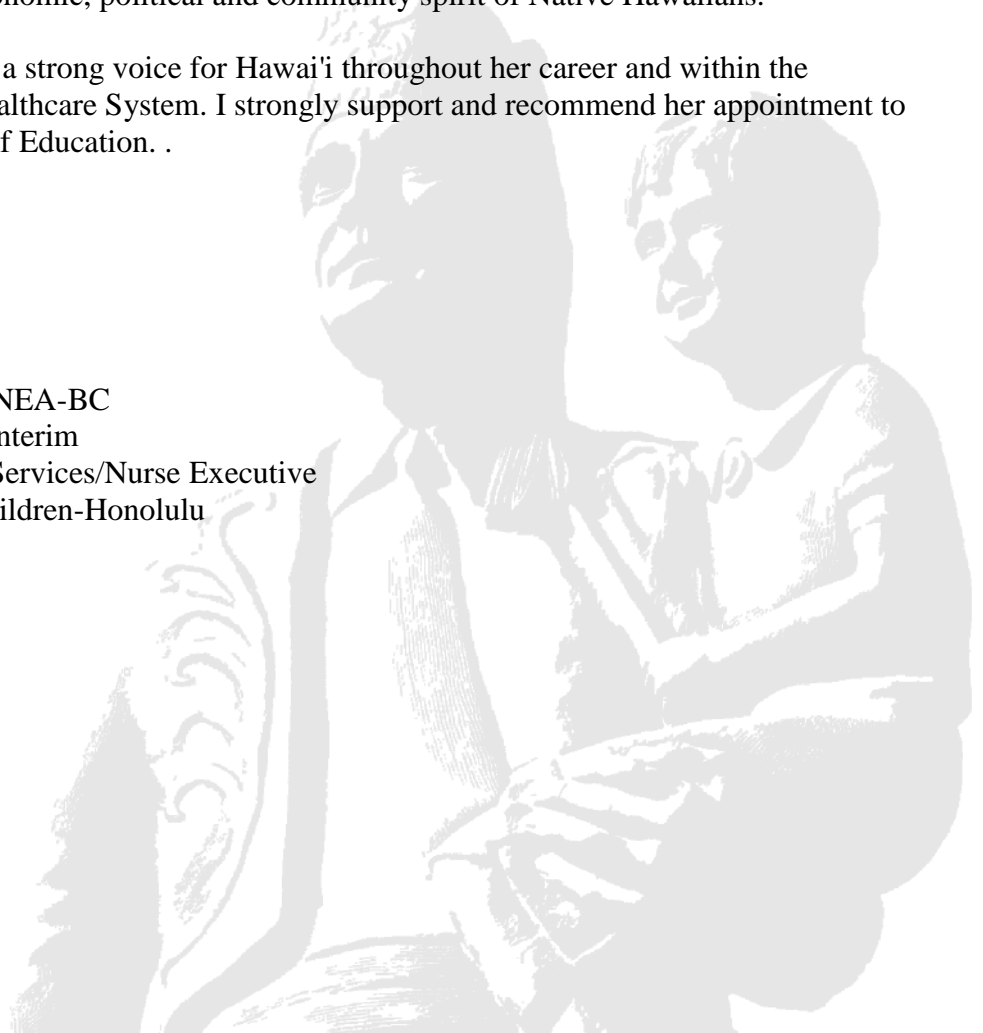 economic, political and community spirit of Native Hawaiians.
a strong voice for Hawai'i throughout her career and within the
althcare System. I strongly support and recommend her appointment to
f Education. .
NEA-BC
nterim
Services/Nurse Executive
ildren-Honolulu